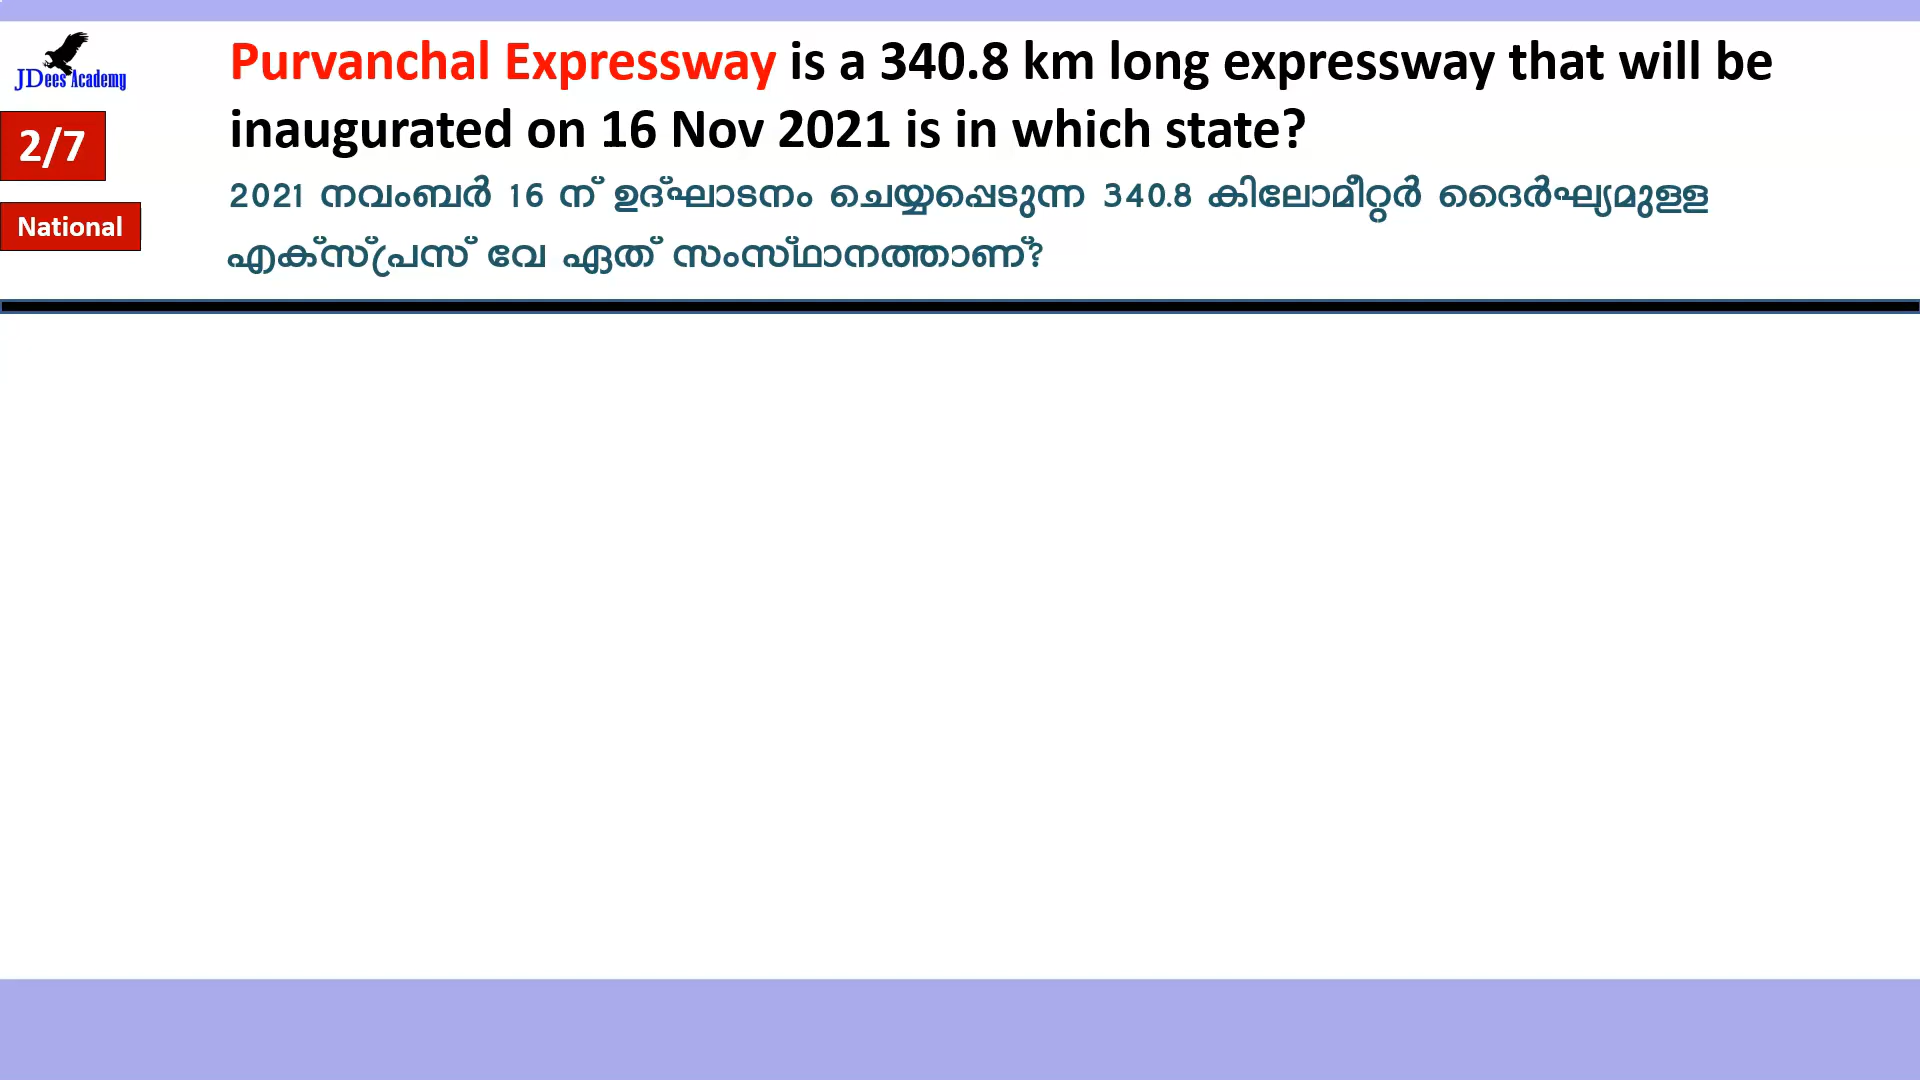 JDees Academy
Purvanchal Expressway is a 340.8 km long expressway that will be
inaugurated on 16 Nov 2021 is in which state?
2/7
2021 നവംബർ 16 ന് ഉദ്ഘാടനം ചെയ്യപ്പെടുന്ന 340.8 കിലോമീറ്റർ ദൈർഘ്യമുള്ള
National
എക്സ്പ്രസ് വേ ഏത് സംസ്ഥാനത്താണ്?